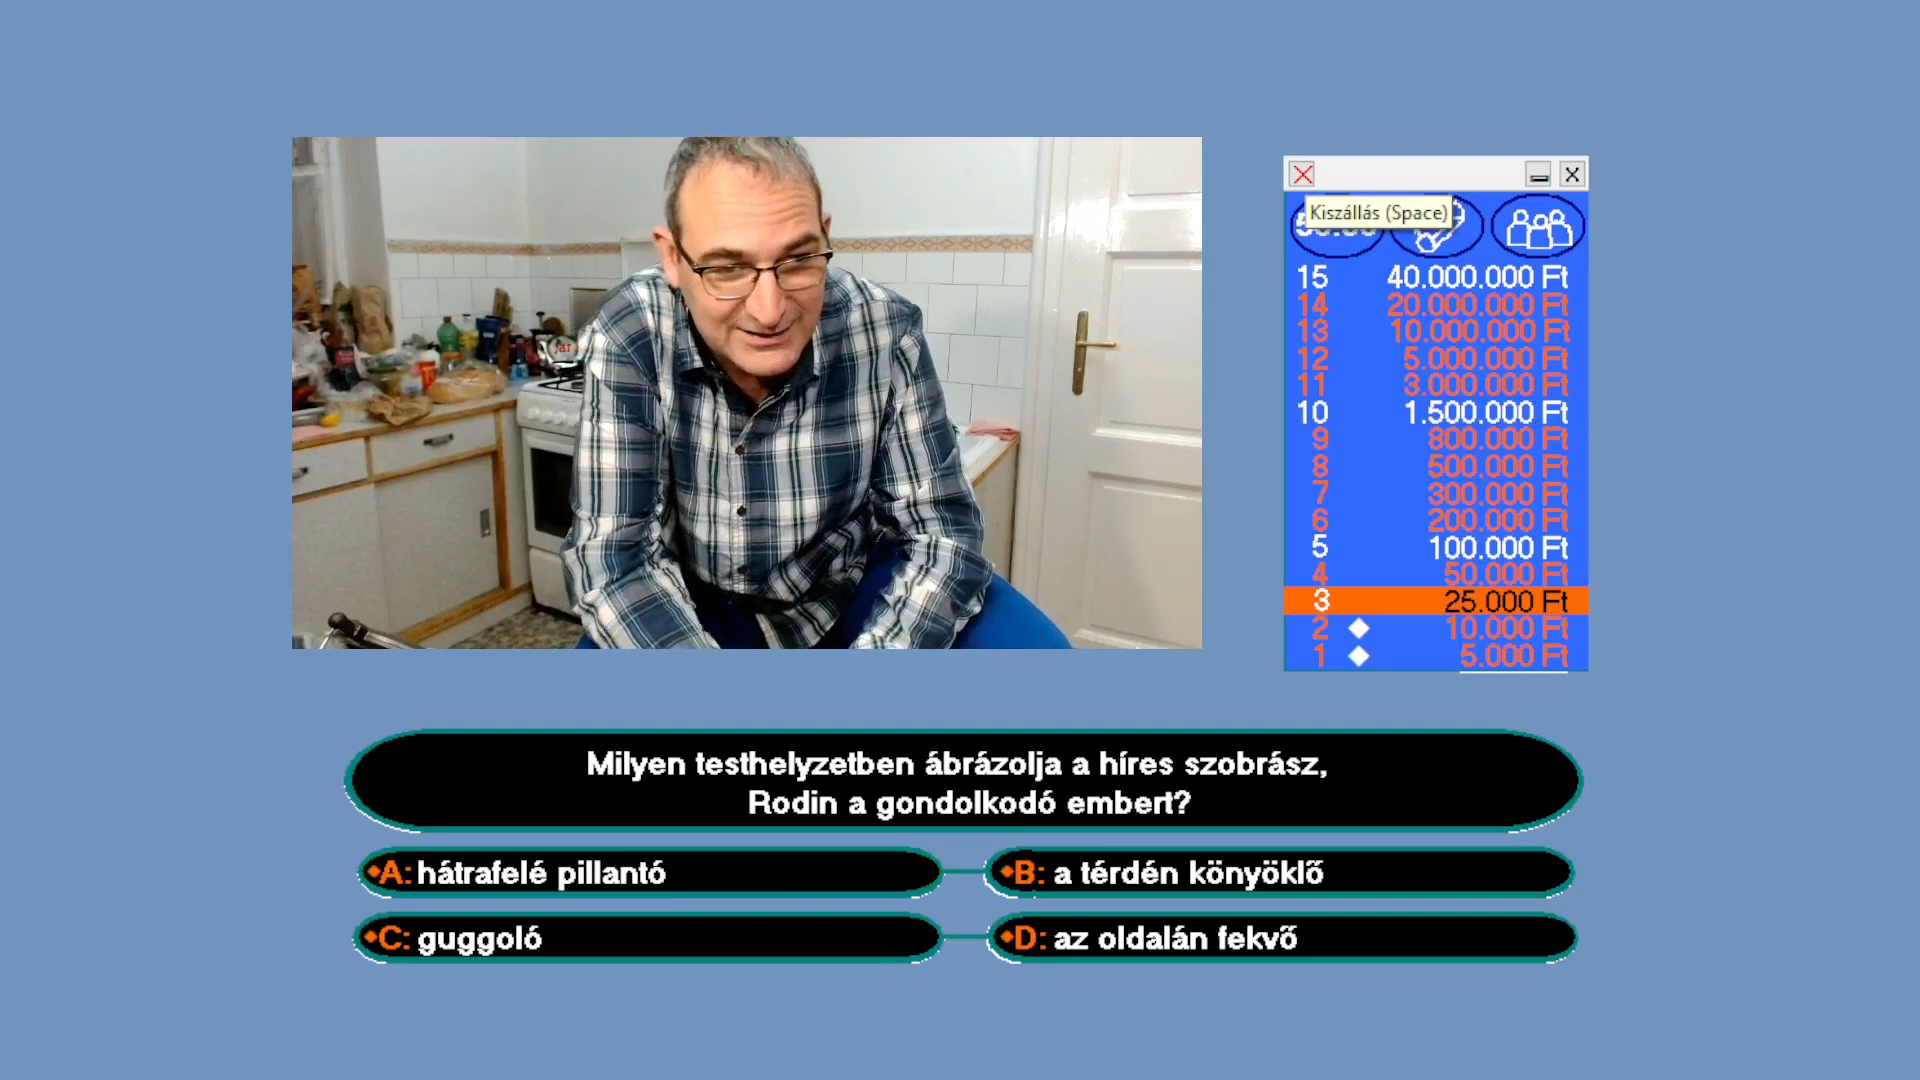 Kiszállás (Space)
15 40.000.000 Ft
14 20.000.000 Ft
13 10.000.000 Ft
12 5.000.000 Ft
11 3.000.000 Ft
10 1.500.000 Ft
9 800.000 Ft
8 500.000 Ft
7 300.000 Ft
6 200.000 Ft
5 100.000 Ft
4 50.000 Ft
3 25.000 Ft
2 10.000 Ft
1 5.000 Ft
Milyen testhelyzetben ábrázolja a híres szobrász,
Rodin a gondolkodó embert?
A: hátrafelé pillantó
B: a térdén könyöklő
C: guggoló
D: az oldalán fekvő